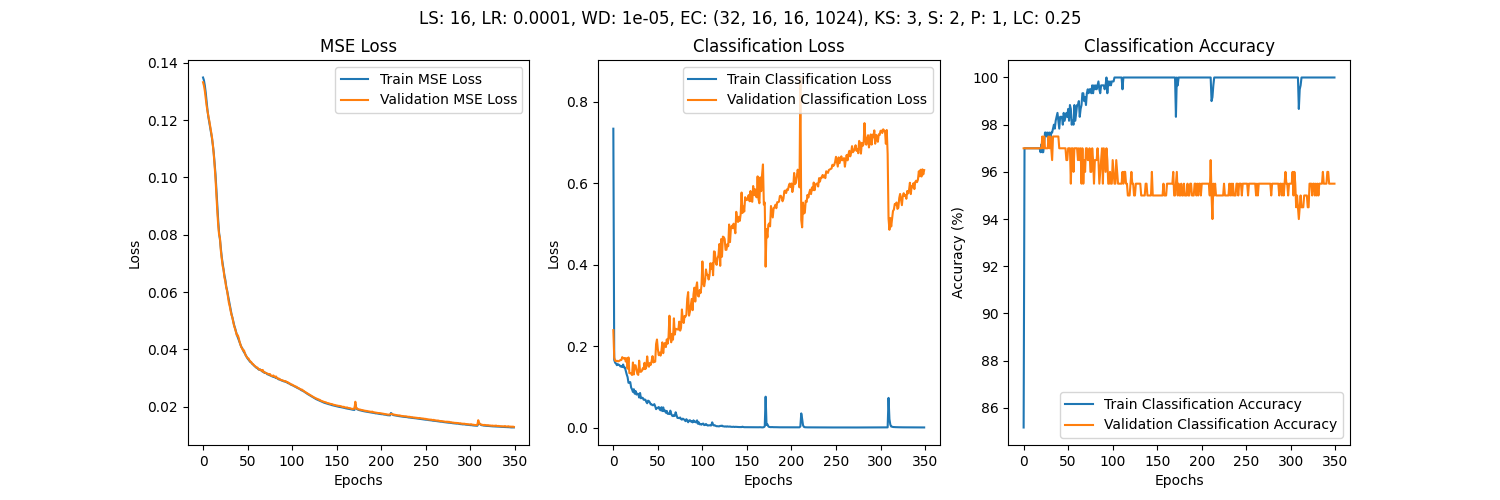 LS: 16, LR: 0.0001, WD: 1e-05, EC: (32, 16, 16, 1024), KS: 3, S: 2, P: 1, LC: 0.25
MSE Loss
Train MSE Loss
Validation MSE Loss
0.14
0.12
0.10
0.08
0.06
0.04
0.02
Loss
0 50 100 150 200 250 300 350
Epochs
Classification Loss
Train Classification Loss
Validation Classification Loss
0.8
0.6
0.4
0.2
0.0
Loss
0 50 100 150 200 250 300 350
Epochs
Classification Accuracy
100
98
96
94
92
90
88
86
Accuracy (%)
Train Classification Accuracy
Validation Classification Accuracy
0 50 100 150 200 250 300 350
Epochs